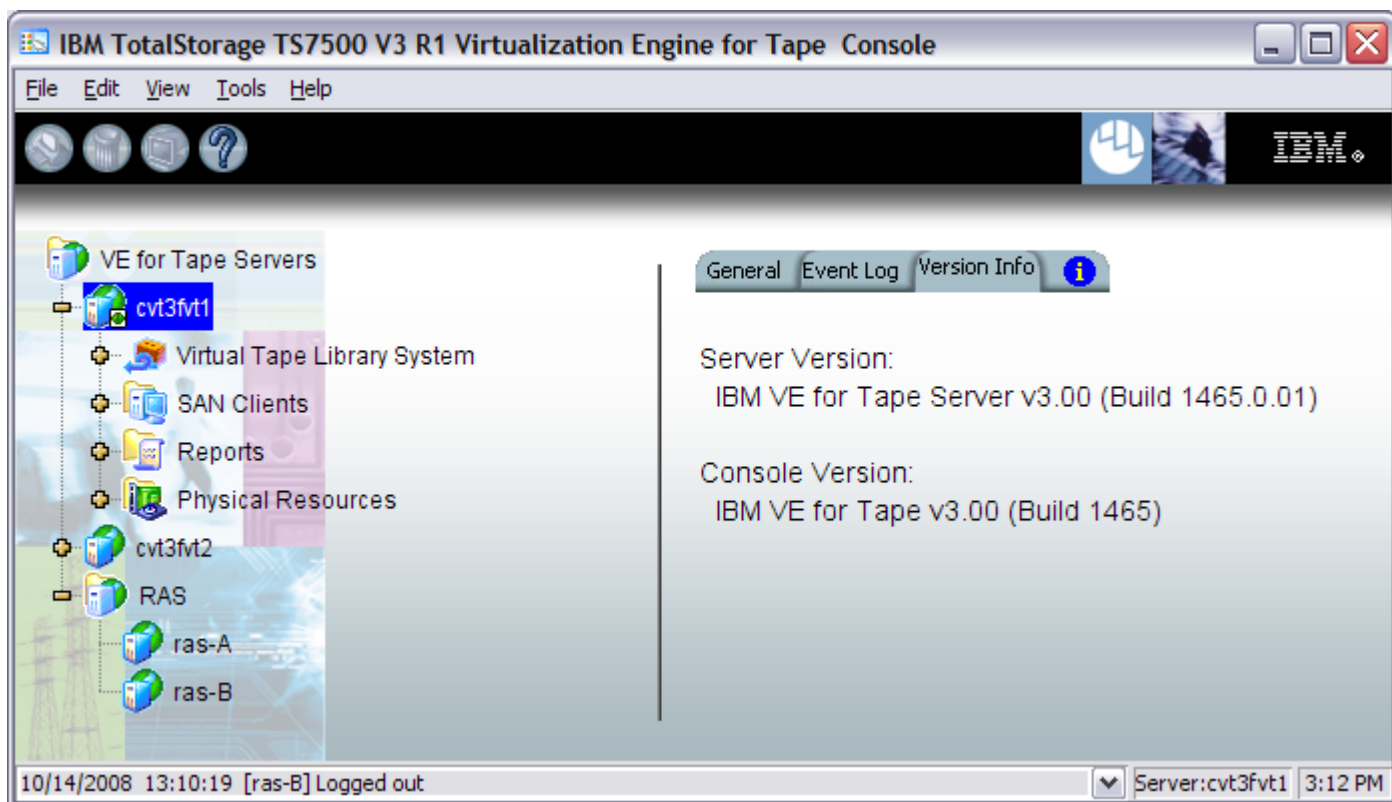 IBM TotalStorage TS7500 V3 R1 Virtualization Engine for Tape Console
File Edit View Tools Help
IBM
VE for Tape Servers
cvt3fvt1
Virtual Tape Library System
SAN Clients
Reports
Physical Resources
cvt3fvt2
RAS
ras-A
ras-B
General Event Log Version Info
Server Version:
IBM VE for Tape Server v3.00 (Build 1465.0.01)
Console Version:
IBM VE for Tape v3.00 (Build 1465)
10/14/2008 13:10:19 [ras-B] Logged out Server:cvt3fvt1 3:12 PM